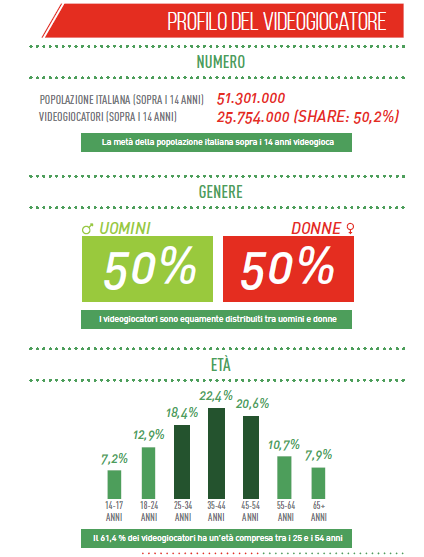 PROFILO DEL VIDEOGIOCATORE
NUMERO
POPOLAZIONE ITALIANA (SOPRA I 14 ANNI) 51.301.000
VIDEOGIOCATORI (SOPRA I 14 ANNI) 25.754.000 (SHARE: 50,2%)
La metà della popolazione italiana sopra i 14 anni videogioca
GENERE
♂ UOMINI DONNE ♀
50% 50%
I videogiocatori sono equamente distribuiti tra uomini e donne
ETÀ
7,2% 12,9% 18,4% 22,4% 20,6% 10,7% 7,9%
14-17 18-24 25-34 35-44 45-54 55-64 65+
ANNI ANNI ANNI ANNI ANNI ANNI ANNI
Il 61,4 % dei videogiocatori ha un'età compresa tra i 25 e i 54 anni